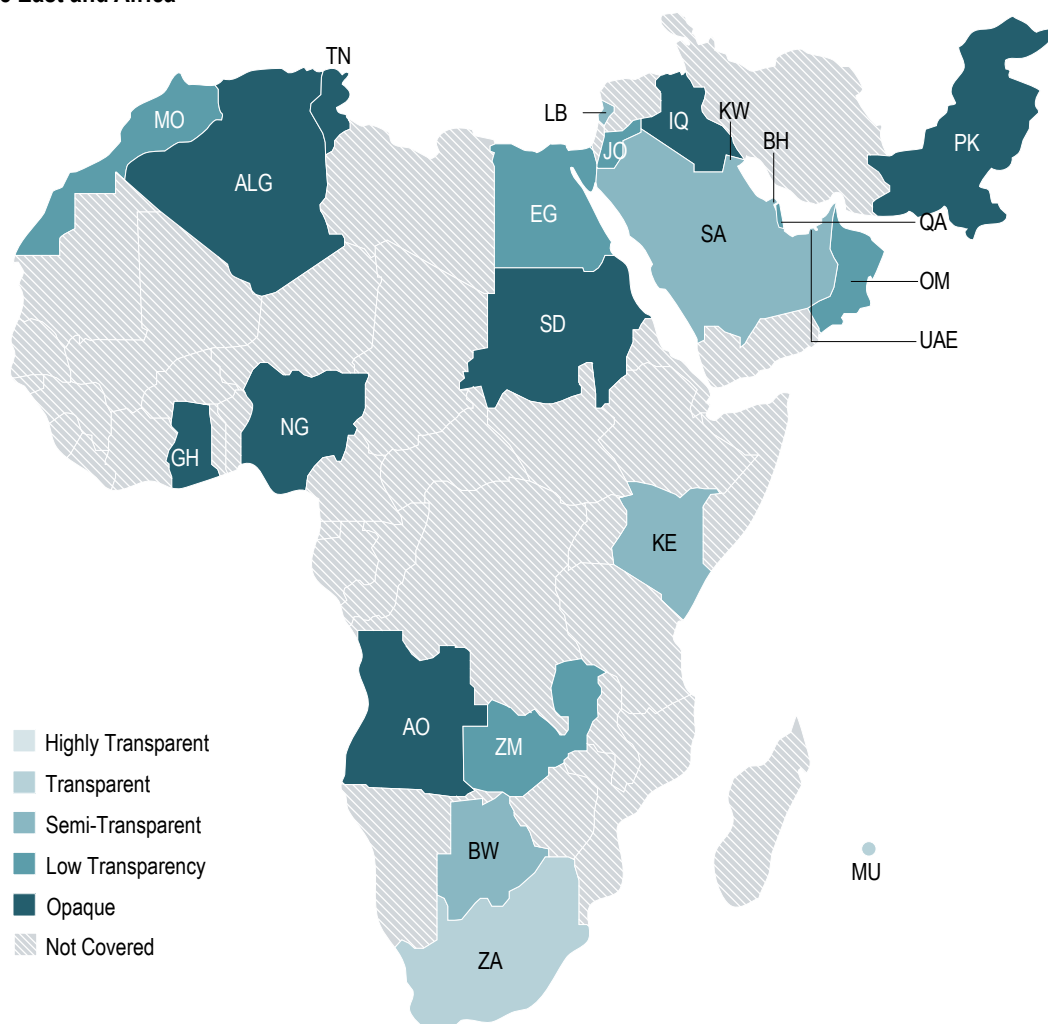 East and Africa
TN
MO
LB
IQ
KW
BH
JO
PK
ALG
EG
SA
QA
OM
SD
UAE
NG
GH
KE
AO
ZM
BW
MU
ZA
Highly Transparent
Transparent
Semi-Transparent
Low Transparency
Opaque
Not Covered